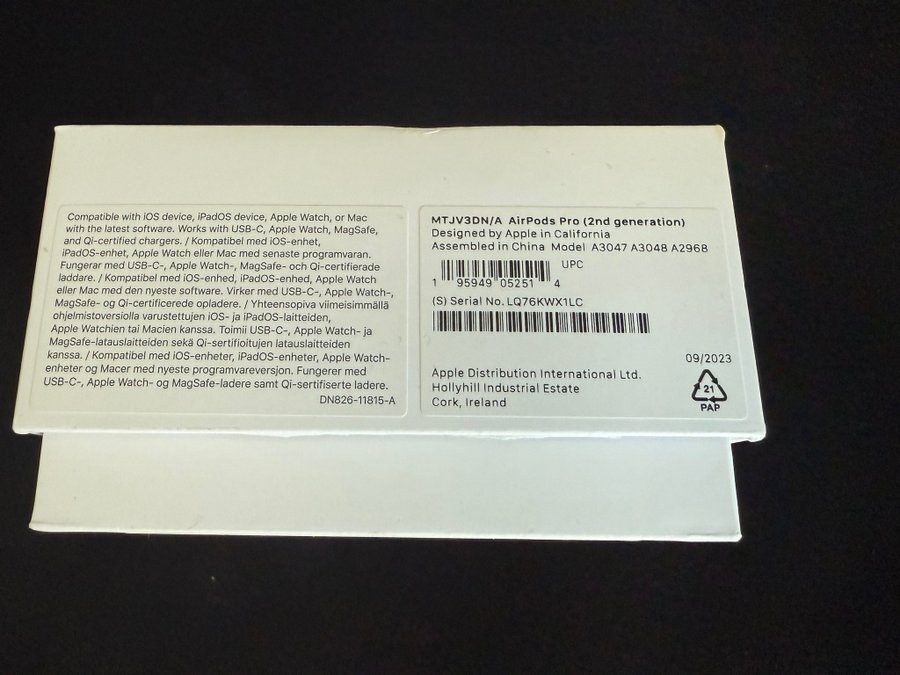 Compatible with iOS device, iPadOS device, Apple Watch, or Mac
with the latest software. Works with USB-C, Apple Watch, MagSafe,
and Qi-certified chargers. / Kompatibel med iOS-enhet,
iPadOS-enhet, Apple Watch eller Mac med senaste programvaran.
Fungerar med USB-C-, Apple Watch-, MagSafe- och Qi-certifierade
laddare. / Kompatibel med iOS-enhed, iPadOS-enhed, Apple Watch
eller Mac med den nyeste software. Virker med USB-C-, Apple Watch-,
MagSafe- og Qi-certificerede opladere. / Yhteensopiva viimeisimmällä
ohjelmistoversiolla varustettujen iOS- ja iPadOS-laitteiden,
Apple Watchien tai Macien kanssa. Toimii USB-C-, Apple Watch- ja
MagSafe-latauslaitteiden sekä Qi-sertifioitujen latauslaitteiden
kanssa. / Kompatibel med iOS-enheter, iPadOS-enheter, Apple Watch-
enheter og Macer med nyeste programvareversjon. Fungerer med
USB-C-, Apple Watch- og MagSafe-ladere samt Qi-sertifiserte ladere.
DN826-11815-A
MTJV3DN/A AirPods Pro (2nd generation)
Designed by Apple in California
Assembled in China Model A3047 A3048 A2968
UPC
1 95949 05251 4
(S) Serial No. LQ76KWX1LC
09/2023
Apple Distribution International Ltd.
Hollyhill Industrial Estate
Cork, Ireland
21
PAP